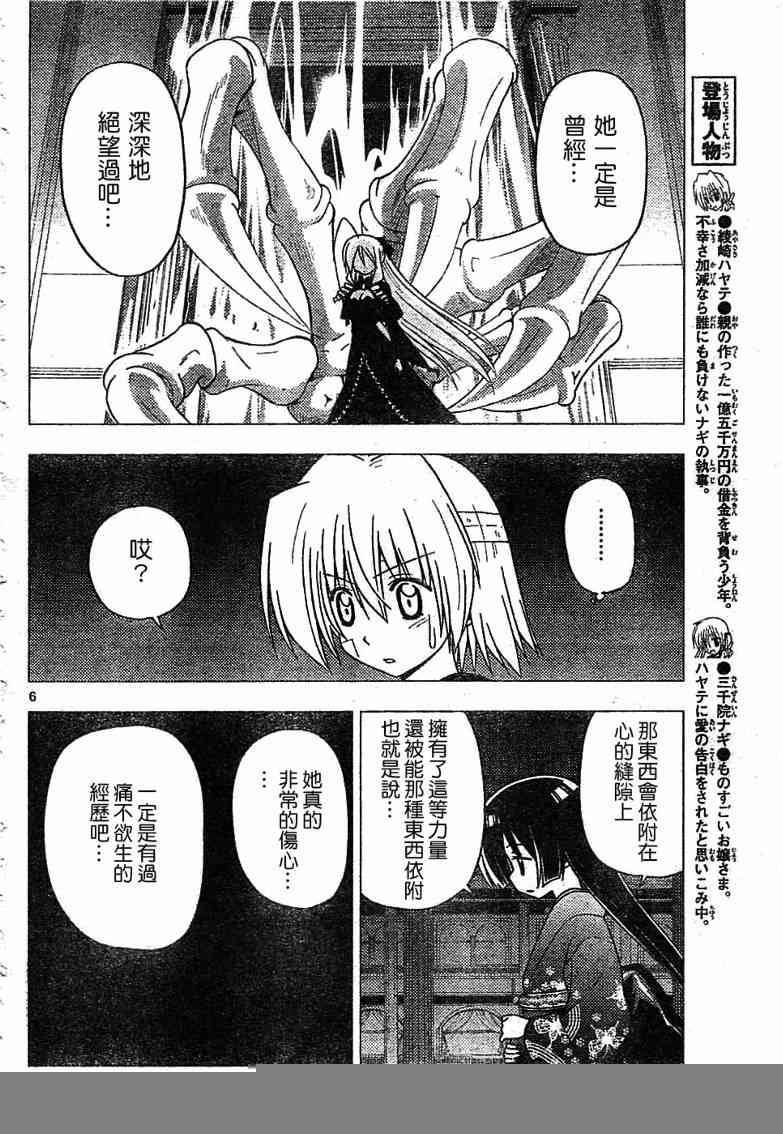 她一定是
曾經…
深深地
絕望過吧…
………
哎？
那東西會依附在
心的縫隙上
擁有了這等力量
還被能那種東西依附
也就是說…
她真的
非常的傷心…
一定是有過
痛不欲生的
經歷吧…
6
登場人物
●綾崎ハヤテ●親の作った一億五千万円の借金を背負う少年。
不幸さ加減なら誰にも負けないナギの執事。
●三千院ナギ●ものすごいお嬢さま。
ハヤテに愛の告白をされたと思いこみ中。